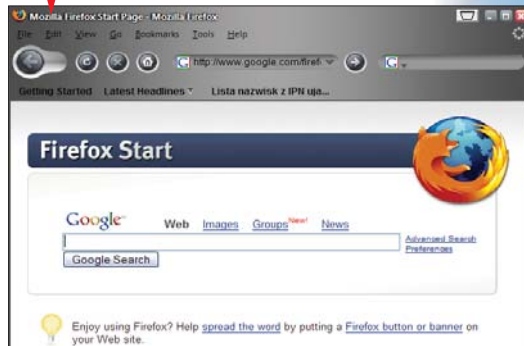 Mozilla Firefox Start Page - Mozilla Firefox
File Edit View Go Bookmarks Tools Help
G http://www.google.com/firef G
Getting Started Latest Headlines Lista nazwisk z IPN uja...
Firefox Start
Google Web Images Groups New! News
Advanced Search
Preferences
Google Search
Enjoy using Firefox? Help spread the word by putting a Firefox button or banner on
your Web site.